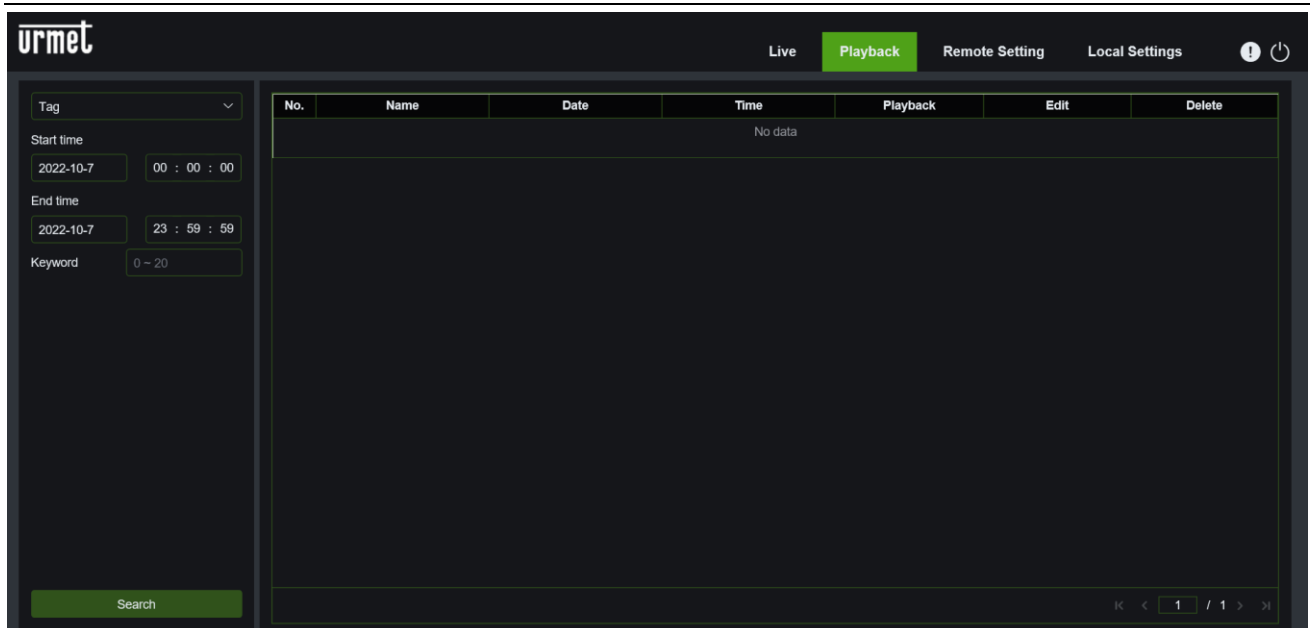 urmet
Live Playback Remote Setting Local Settings
Tag
Start time
2022-10-7 00 : 00 : 00
End time
2022-10-7 23 : 59 : 59
Keyword 0 ~ 20
Search
No. Name Date Time Playback Edit Delete
No data
1 / 1